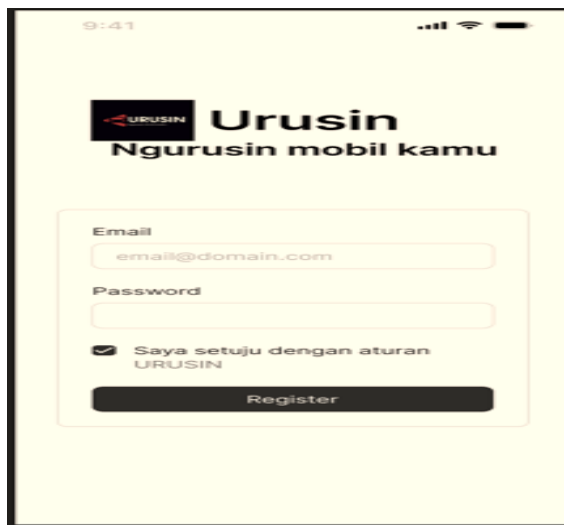 9:41
URUSIN
Urusin
Ngurusin mobil kamu
Email
email@domain.com
Password
Saya setuju dengan aturan
URUSIN
Register